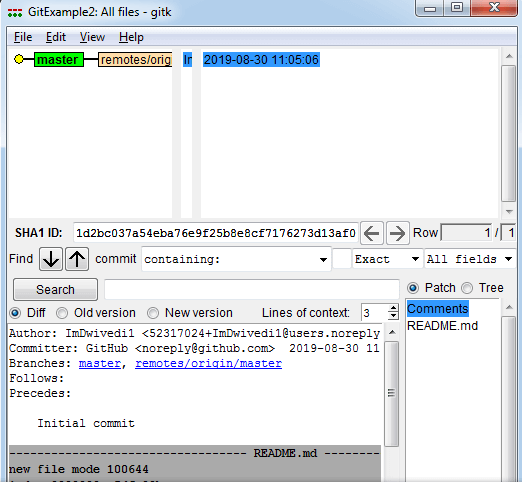 GitExample2: All files - gitk
File Edit View Help
master remotes/orig In 2019-08-30 11:05:06
SHA1 ID: 1d2bc037a54eba76e9f25b8e8cf7176273d13af0 Row 1 / 1
Find commit containing: Exact All fields
Search
Patch Tree
Diff Old version New version Lines of context: 3
Comments
README.md
Author: ImDwivedi1 <52317024+ImDwivedi1@users.noreply
Committer: GitHub <noreply@github.com> 2019-08-30 11
Branches: master, remotes/origin/master
Follows:
Precedes:
Initial commit
------------------------------- README.md --------
new file mode 100644